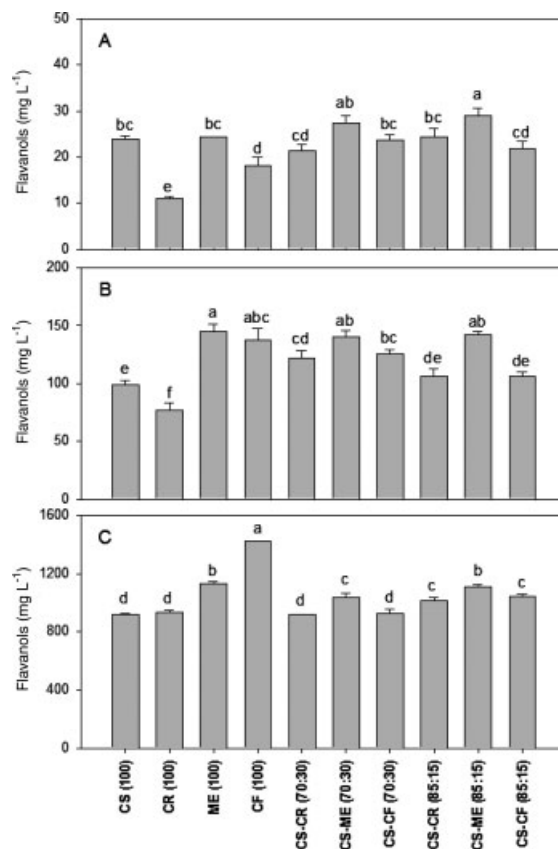 A
Flavanols (mg L-1)
50
40
30
20
10
0
bc
e
bc
d
cd
ab
bc
bc
a
cd
B
Flavanols (mg L-1)
200
150
100
50
0
e
f
a
abc
cd
ab
bc
de
ab
de
C
Flavanols (mg L-1)
1600
1200
800
400
0
d
d
b
a
d
c
d
c
b
c
CS (100)
CR (100)
ME (100)
CF (100)
CS-CR (70:30)
CS-ME (70:30)
CS-CF (70:30)
CS-CR (85:15)
CS-ME (85:15)
CS-CF (85:15)